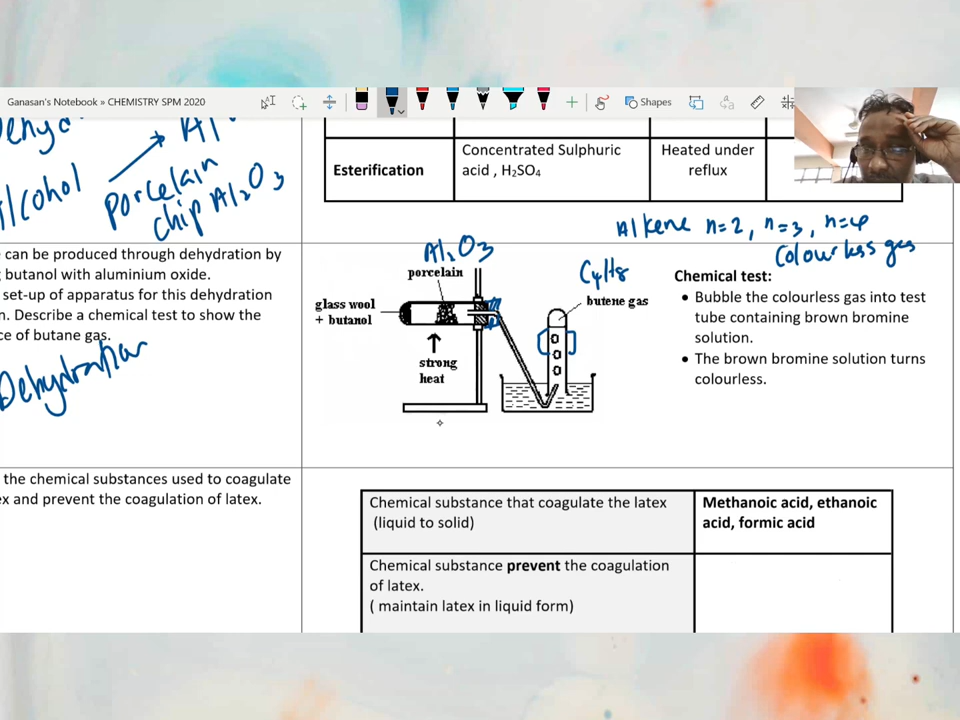 Ganasan's Notebook » CHEMISTRY SPM 2020
Shapes
Alcohol
porcelain
chip Al2O3
Esterification
Concentrated Sulphuric
acid , H₂SO₄
Heated under
reflux
Alkene n=2, n=3, n=4
Colourless gas
can be produced through dehydration by
butanol with aluminium oxide.
set-up of apparatus for this dehydration
Describe a chemical test to show the
of butane gas.
Dehydration
Al2O3
porcelain
glass wool
+ butanol
strong
heat
C4H8
butene gas
Chemical test:
• Bubble the colourless gas into test
tube containing brown bromine
solution.
• The brown bromine solution turns
colourless.
the chemical substances used to coagulate
and prevent the coagulation of latex.
Chemical substance that coagulate the latex
(liquid to solid)
Methanoic acid, ethanoic
acid, formic acid
Chemical substance prevent the coagulation
of latex.
( maintain latex in liquid form)